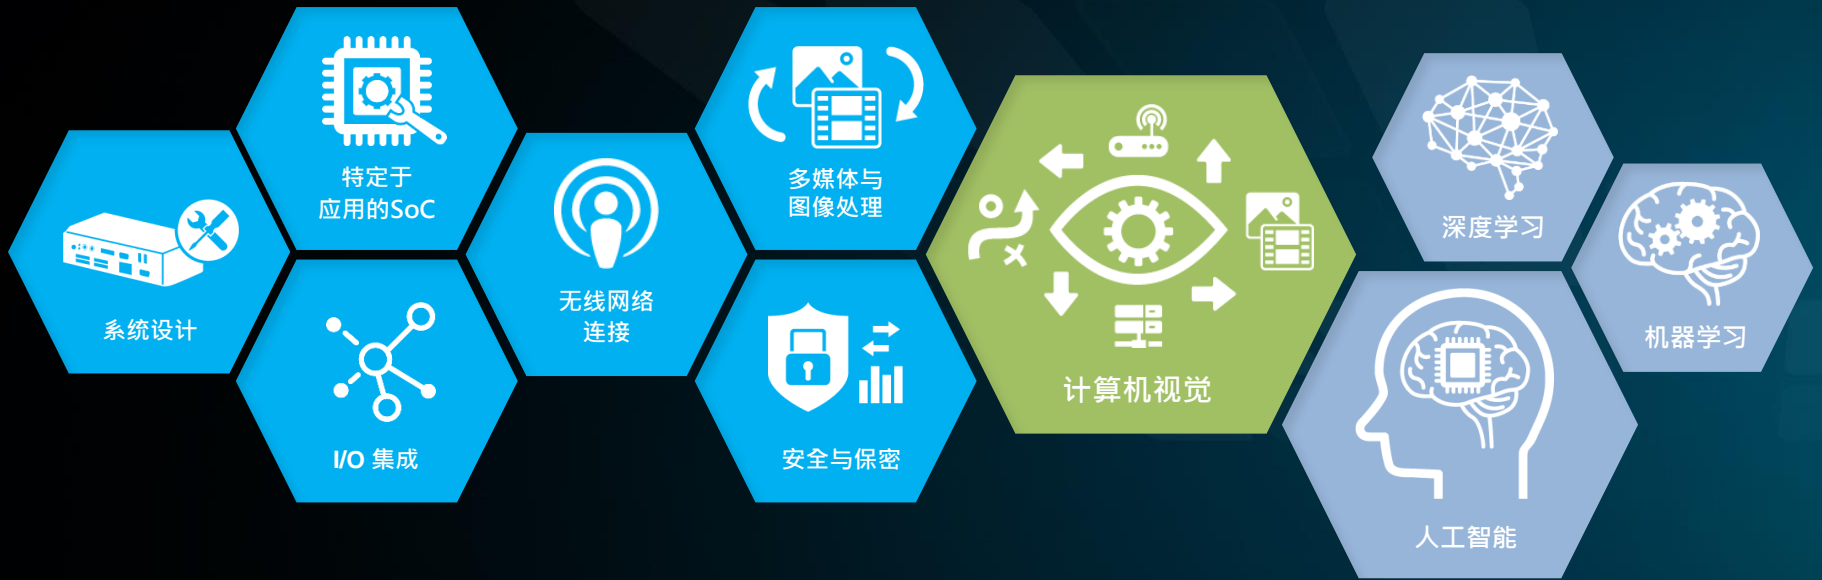 系统设计
特定于
应用的SoC
I/O 集成
无线网络
连接
多媒体与
图像处理
安全与保密
计算机视觉
深度学习
机器学习
人工智能